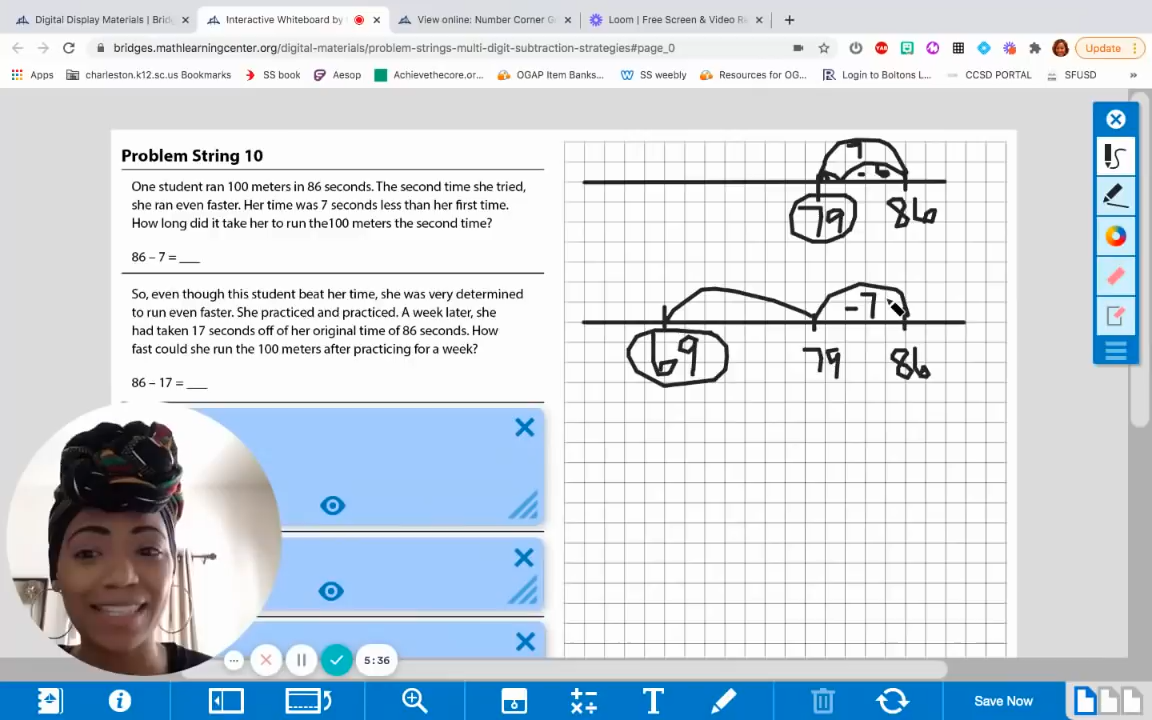 Digital Display Materials | Bridg
Interactive Whiteboard by
View online: Number Corner G
Loom | Free Screen & Video Re
bridges.mathlearningcenter.org/digital-materials/problem-strings-multi-digit-subtraction-strategies#page_0
Update
Apps
charleston.k12.sc.us Bookmarks
SS book
Aesop
Achievethecore.or...
OGAP Item Banks...
SS weekly
Resources for OG...
Login to Boltons L...
CCSD PORTAL
SFUSD
Problem String 10
One student ran 100 meters in 86 seconds. The second time she tried,
she ran even faster. Her time was 7 seconds less than her first time.
How long did it take her to run the100 meters the second time?
86 – 7 = ___
So, even though this student beat her time, she was very determined
to run even faster. She practiced and practiced. A week later, she
had taken 17 seconds off of her original time of 86 seconds. How
fast could she run the 100 meters after practicing for a week?
86 – 17 = ___
7
- 6
79 86
-7
69 79 86
5:36
Save Now